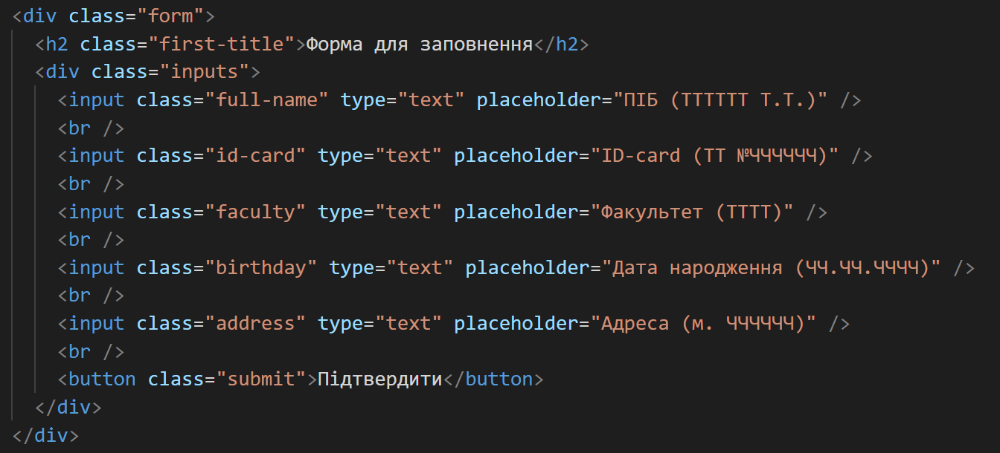 <div class="form">
<h2 class="first-title">Форма для заповнення</h2>
<div class="inputs">
<input class="full-name" type="text" placeholder="ПІБ (ТТТТТТ Т.Т.)" />
<br />
<input class="id-card" type="text" placeholder="ID-card (ТТ №ЧЧЧЧЧЧ)" />
<br />
<input class="faculty" type="text" placeholder="Факультет (ТТТТ)" />
<br />
<input class="birthday" type="text" placeholder="Дата народження (ЧЧ.ЧЧ.ЧЧЧЧ)" />
<br />
<input class="address" type="text" placeholder="Адреса (м. ЧЧЧЧЧЧ)" />
<br />
<button class="submit">Підтвердити</button>
</div>
</div>